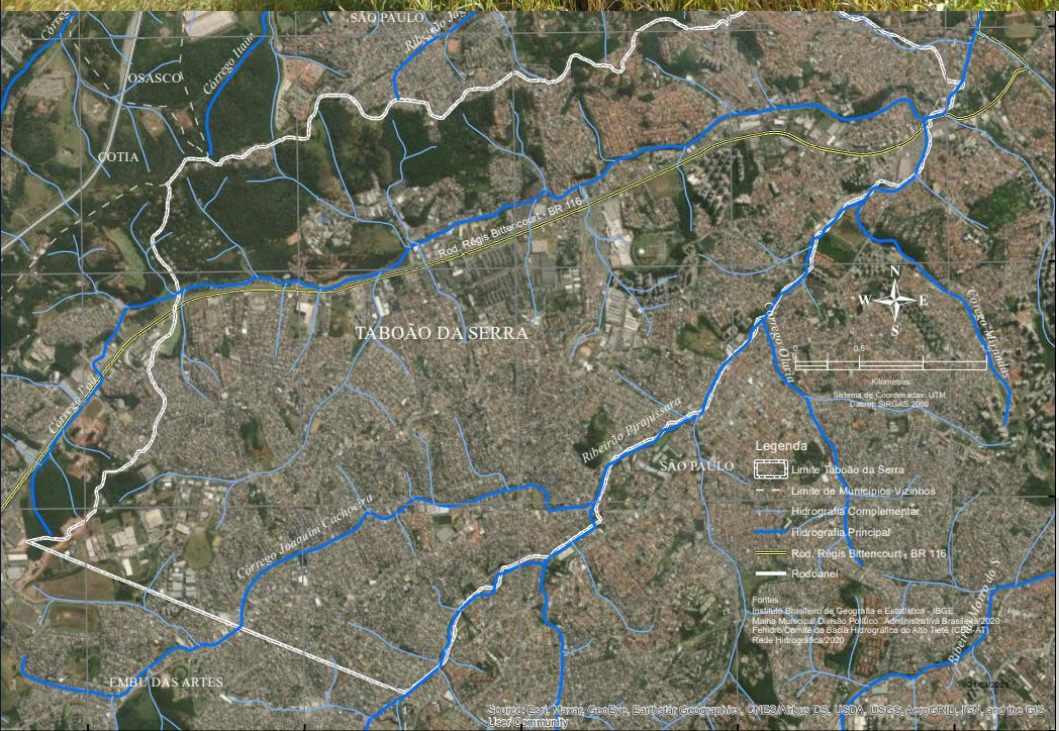 SÃO PAULO
Córrego Itaim
OSASCO
COTIA
Rod. Régis Bittencourt - BR 116
TABOÃO DA SERRA
N
W E
S
Córrego Olaria
0 0,5
Kilometros
Sistema de Coordenadas: UTM
Datum: SIRGAS 2000
Ribeirão Pirajussara
SÃO PAULO
Córrego Joaquim Cachoeira
Legenda
Limite Taboão da Serra
Limite de Municípios Vizinhos
Hidrografia Complementar
Hidrografia Principal
Rod. Régis Bittencourt - BR 116
Rodoanel
Fontes:
Instituto Brasileiro de Geografia e Estatística - IBGE
Malha Municipal Divisão Político - Administrativa Brasileira/2020
Fehidro/Comitê da Bacia Hidrográfica do Alto Tietê (CBH-AT)
Rede Hidrográfica/2020
EMBU DAS ARTES
Source: Esri, Maxar, GeoEye, Earthstar Geographics, CNES/Airbus DS, USDA, USGS, AeroGRID, IGN, and the GIS
User Community